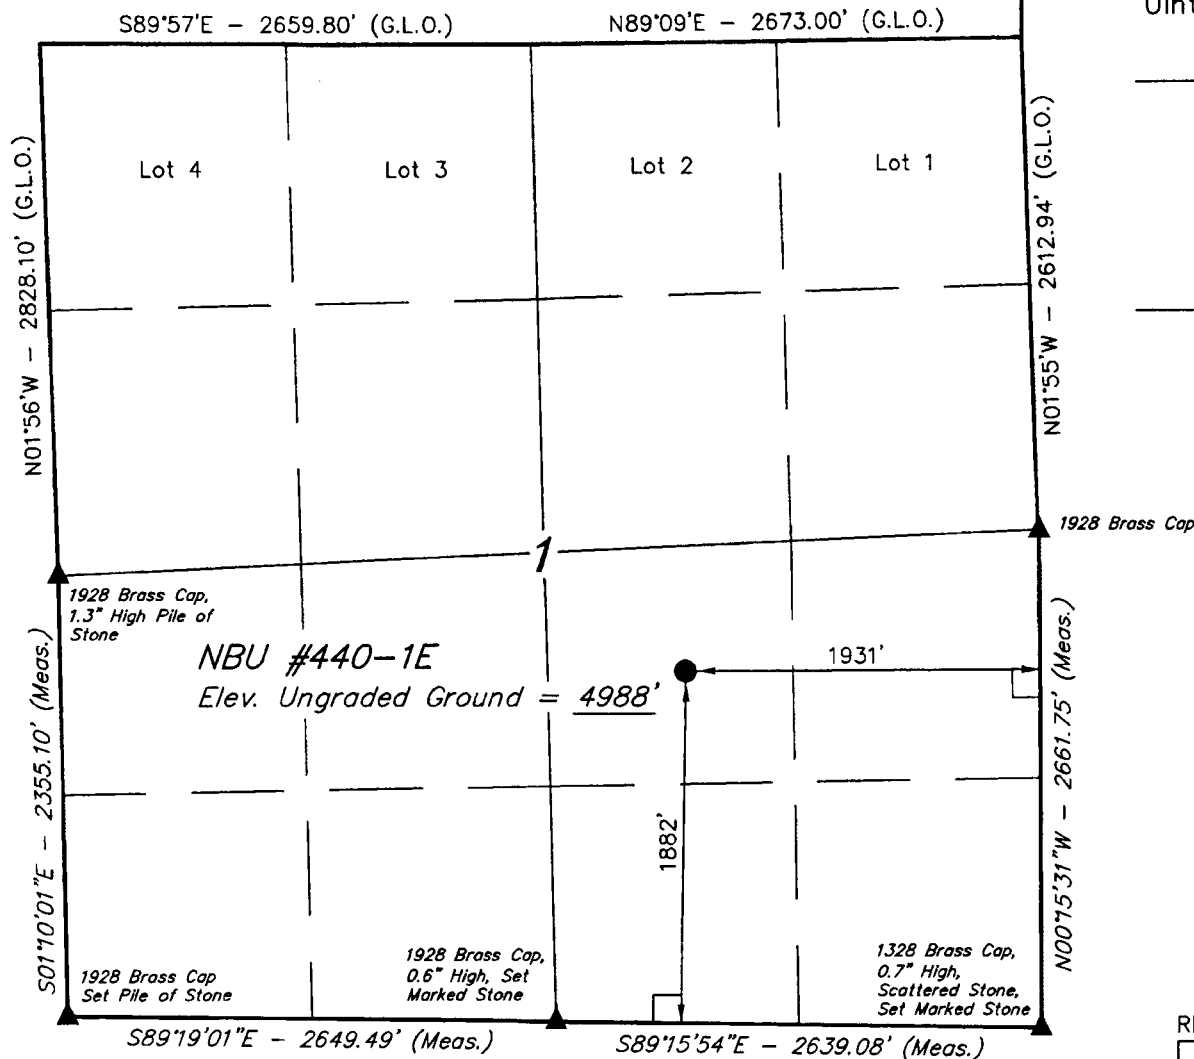 S89°57'E - 2659.80' (G.L.O.)
N89°09'E - 2673.00' (G.L.O.)
N01°56'W - 2828.10' (G.L.O.)
Lot 4
Lot 3
Lot 2
Lot 1
N01°55'W - 2612.94' (G.L.O.)
1
1928 Brass Cap
1928 Brass Cap,
1.3" High Pile of
Stone
NBU #440-1E
Elev. Ungraded Ground = 4988'
1931'
1882'
S01°10'01"E - 2355.10' (Meas.)
N00°15'31"W - 2661.75' (Meas.)
1928 Brass Cap
Set Pile of Stone
1928 Brass Cap,
0.6" High, Set
Marked Stone
1328 Brass Cap,
0.7" High,
Scattered Stone,
Set Marked Stone
S89°19'01"E - 2649.49' (Meas.)
S89°15'54"E - 2639.08' (Meas.)